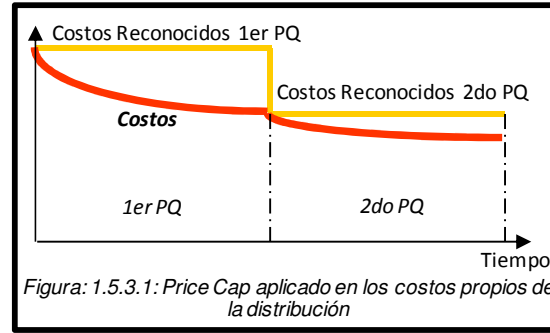 Costos Reconocidos 1er PQ
Costos Reconocidos 2do PQ
Costos
1er PQ
2do PQ
Tiempo
Figura: 1.5.3.1: Price Cap aplicado en los costos propios de
la distribución